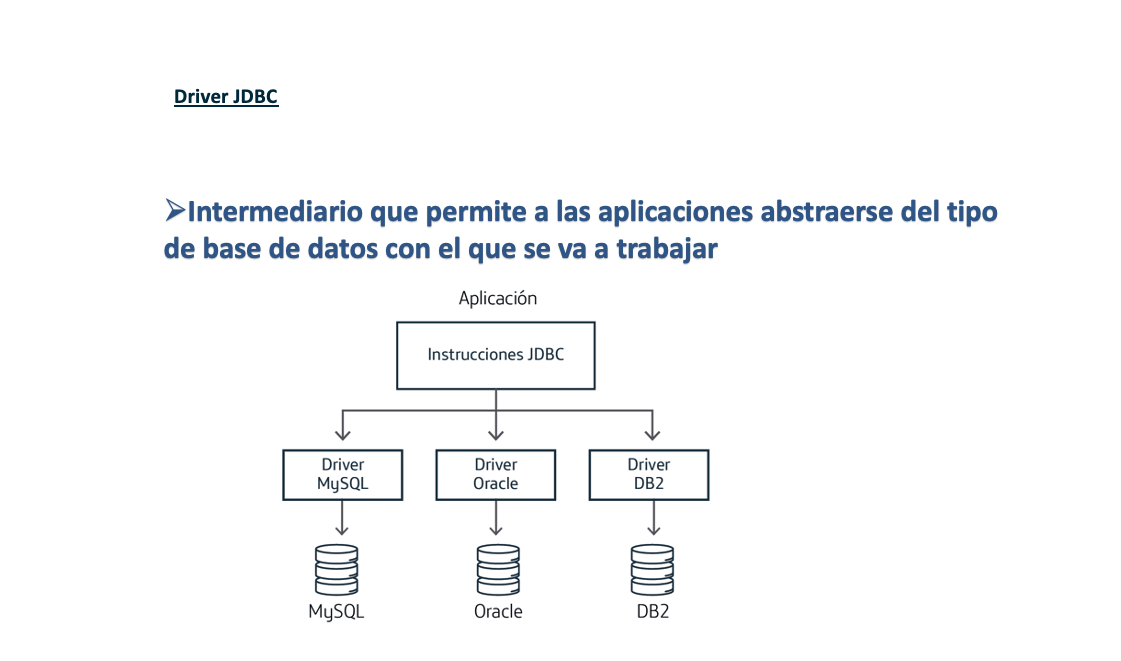 Driver JDBC
➢Intermediario que permite a las aplicaciones abstraerse del tipo
de base de datos con el que se va a trabajar
Aplicación
Instrucciones JDBC
Driver
MySQL
Driver
Oracle
Driver
DB2
MySQL
Oracle
DB2